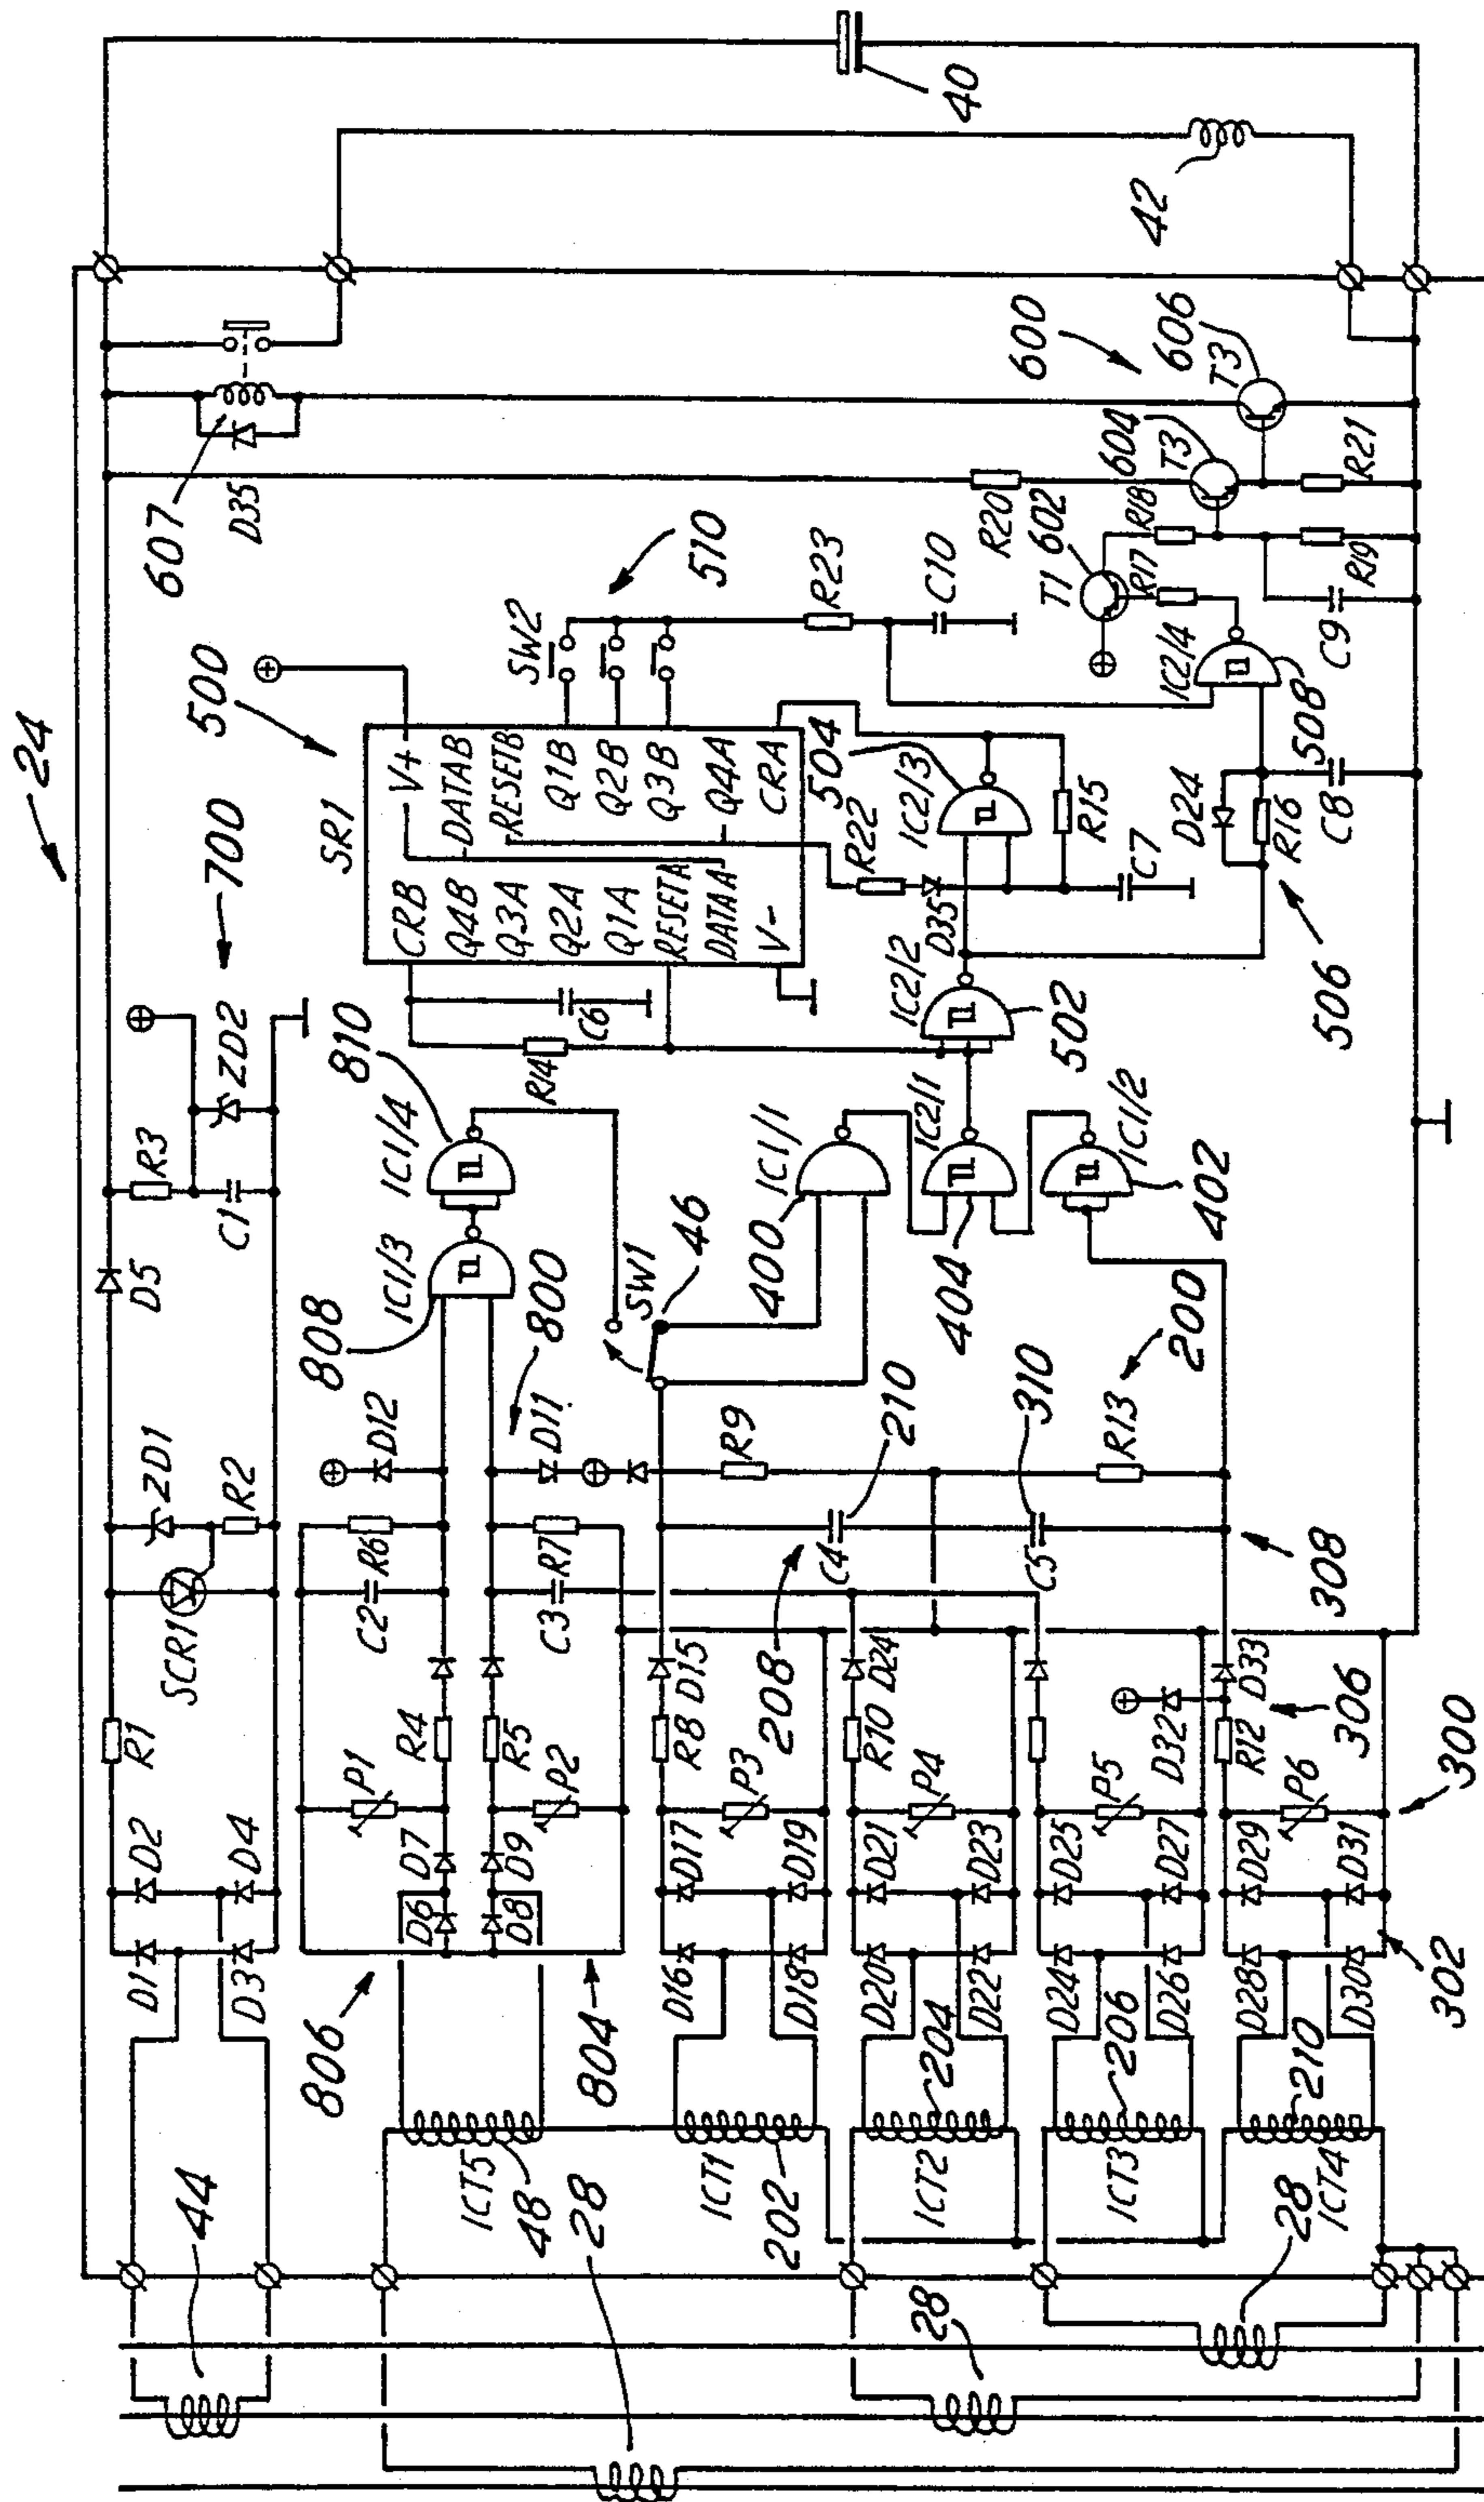 24
44
D1
D2
D3
D4
R1
SCR1
ZD1
R2
D5
R3
C1
ZD2
700
607
D35
40
42
806
804
D6
D7
D8
D9
P1
P2
R4
R5
C2
R6
C3
R7
D12
D11
800
808
IC1/3
IC1/4
810
SW1
46
R14
C6
SR1
500
CRB
Q4B
Q3A
Q2A
Q1A
RESETA
DATAA
V-
V+
DATAB
RESETB
Q1B
Q2B
Q3B
Q4A
CRA
SW2
510
R23
C10
ICT5
48
28
ICT1
202
D16
D17
D18
D19
P3
R8
D15
208
C4
210
R9
400
IC1/1
404
IC2/1
IC1/2
402
IC2/2
502
D35
R22
504
IC2/3
R15
C7
D24
R16
C8
506
508
IC2/4
T1
602
R17
R18
R19
C9
R20
604
T3
R21
600
606
T3
28
ICT2
204
D20
D21
D22
D23
P4
R10
D24
C5
310
R13
200
ICT3
206
D24
D25
D26
D27
P5
D32
28
ICT4
210
D28
D29
D30
D31
P6
R12
D33
302
300
306
308
n
n
n
n
n
n
n